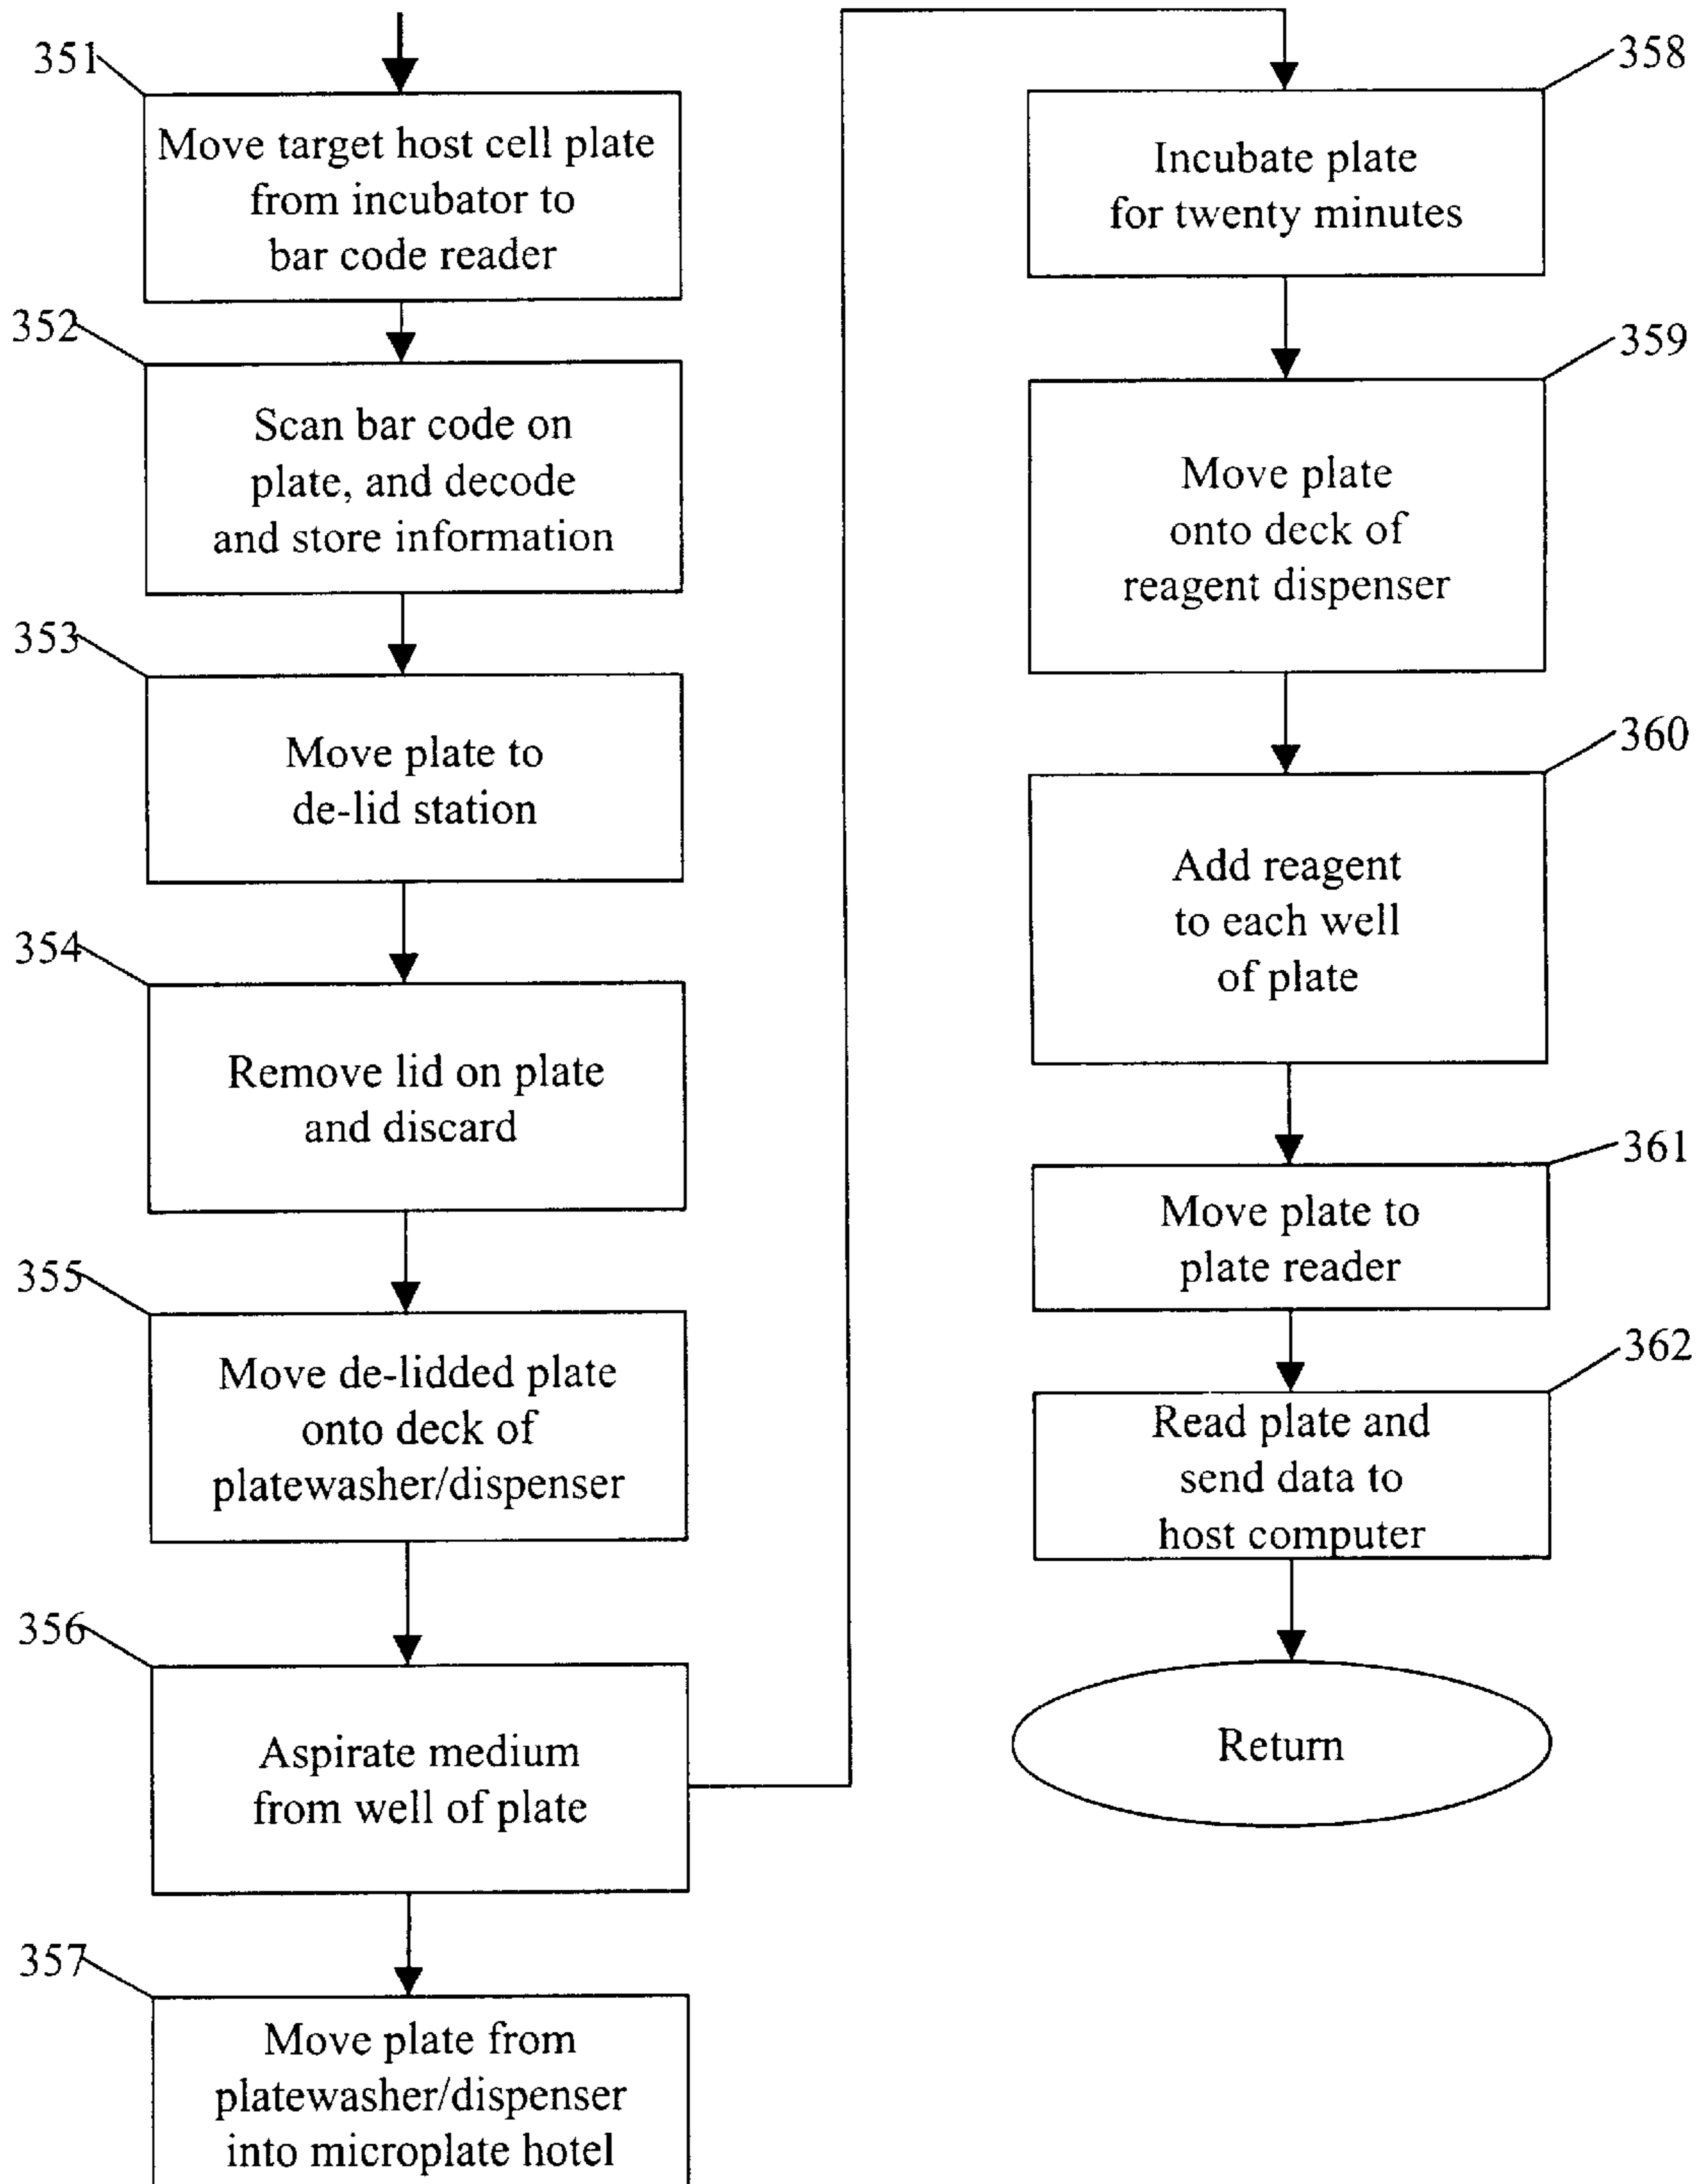 351
Move target host cell plate
from incubator to
bar code reader
352
Scan bar code on
plate, and decode
and store information
353
Move plate to
de-lid station
354
Remove lid on plate
and discard
355
Move de-lidded plate
onto deck of
platewasher/dispenser
356
Aspirate medium
from well of plate
357
Move plate from
platewasher/dispenser
into microplate hotel
358
Incubate plate
for twenty minutes
359
Move plate
onto deck of
reagent dispenser
360
Add reagent
to each well
of plate
361
Move plate to
plate reader
362
Read plate and
send data to
host computer
Return